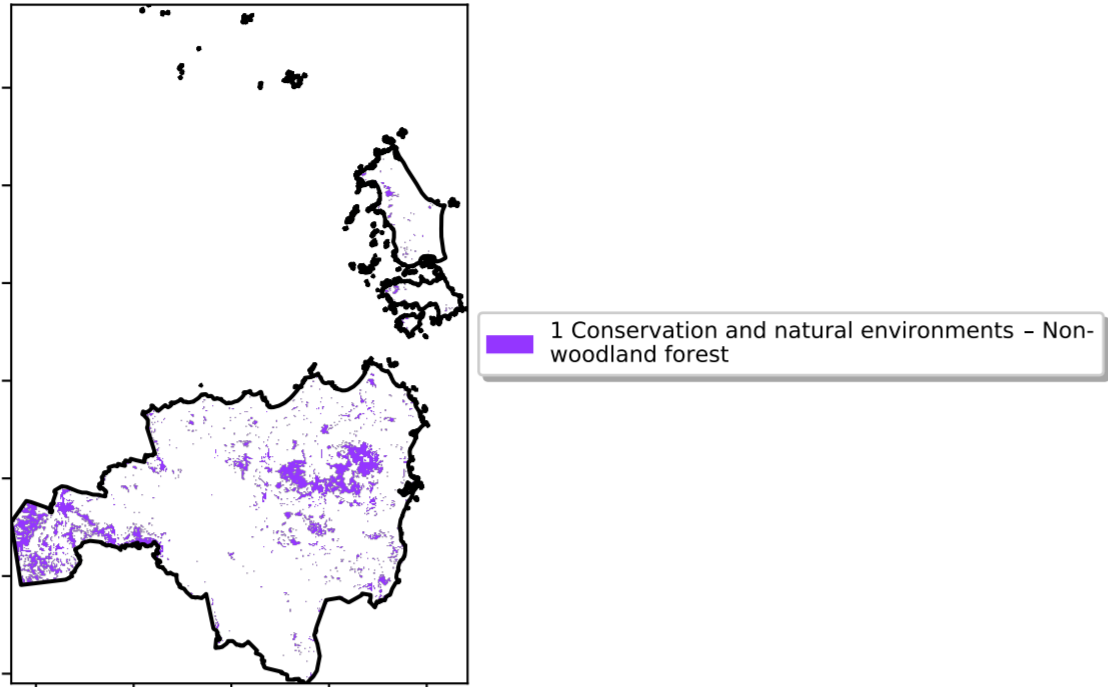 1 Conservation and natural environments – Non-
woodland forest